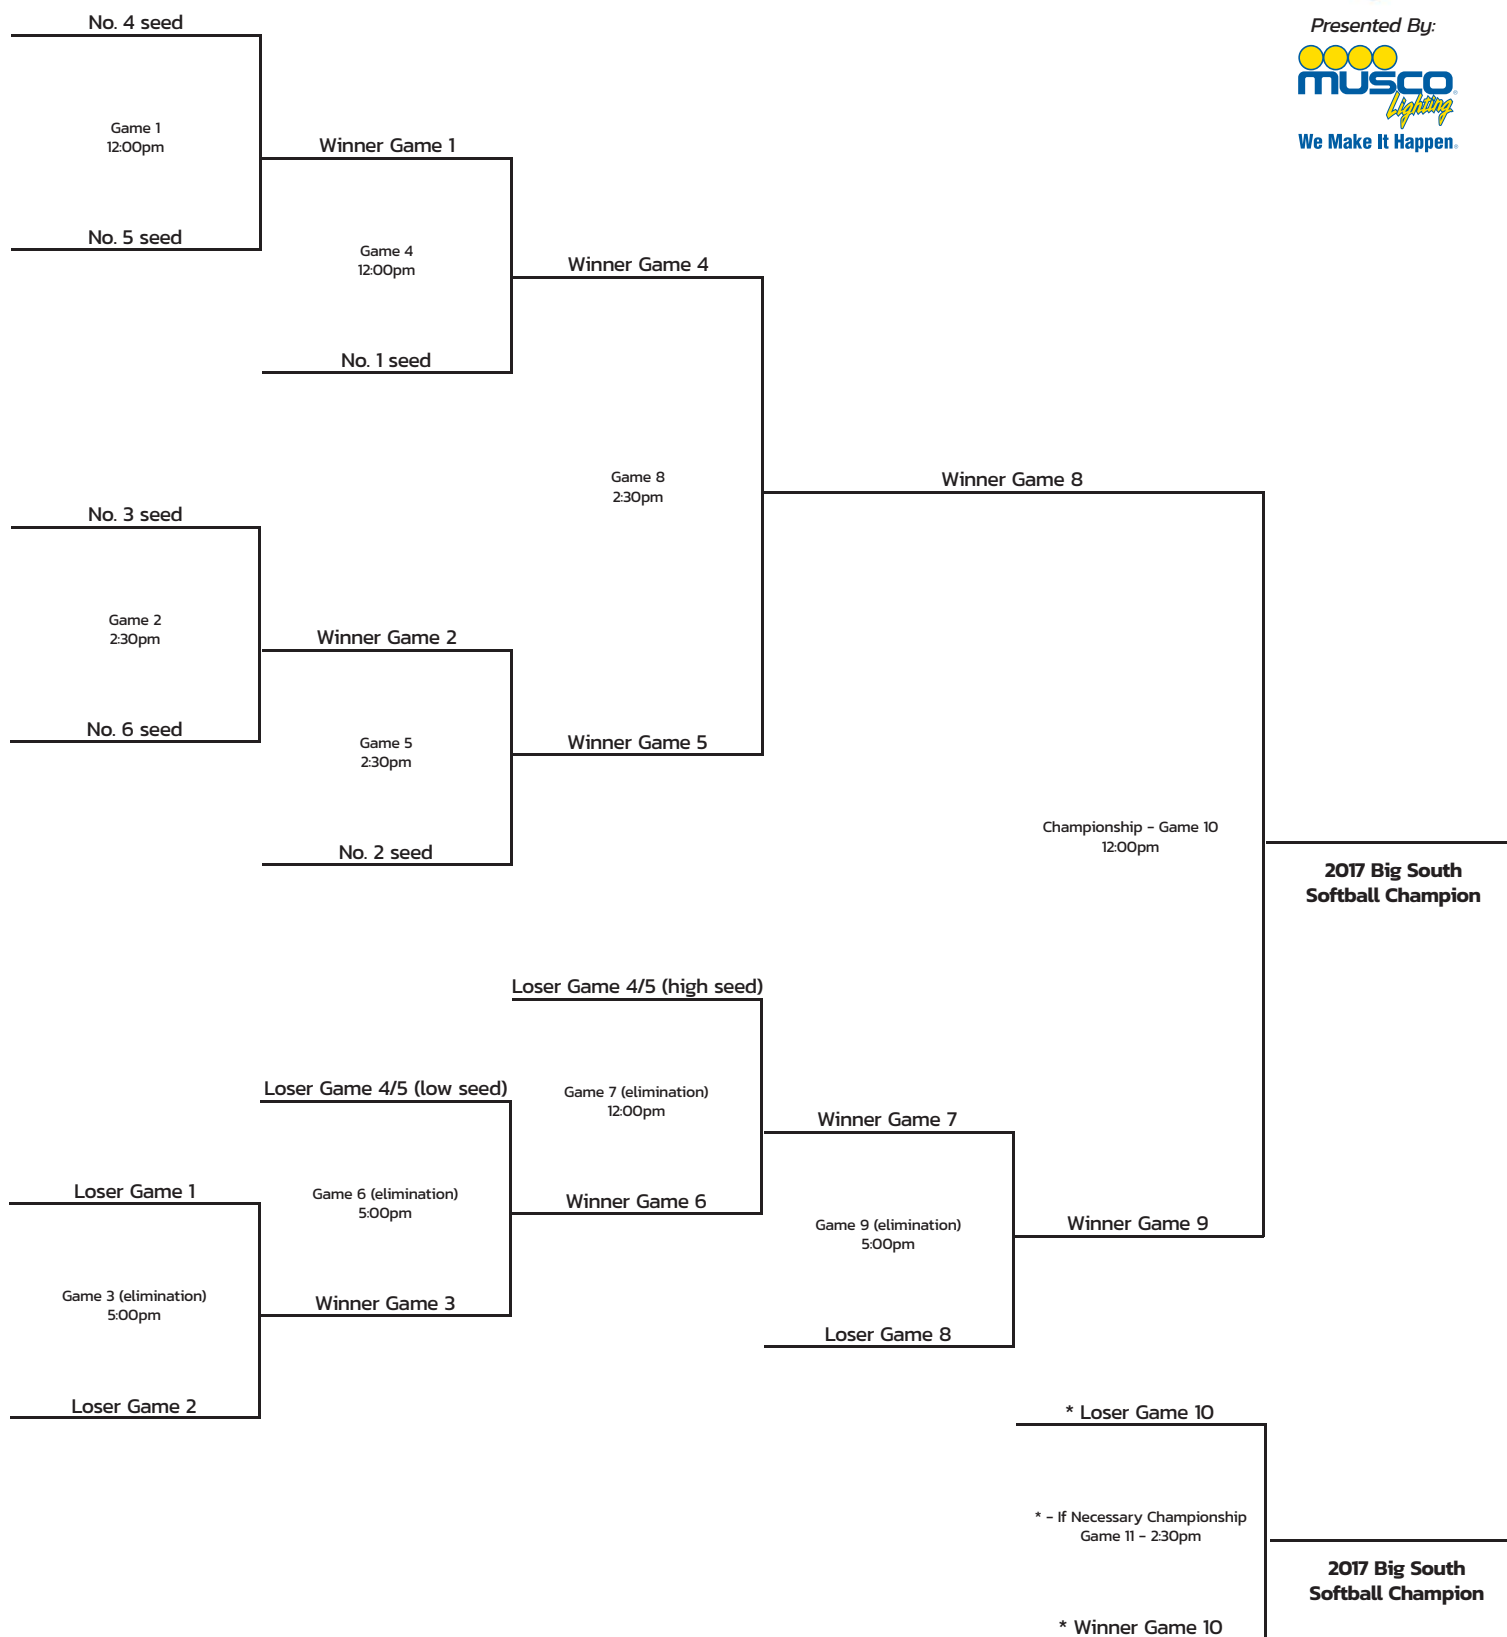 No. 4 seed
Presented By:
musco
Lighting
We Make It Happen.
Game 1
12:00pm
Winner Game 1
No. 5 seed
Game 4
12:00pm
Winner Game 4
No. 1 seed
Game 8
2:30pm
Winner Game 8
No. 3 seed
Game 2
2:30pm
Winner Game 2
No. 6 seed
Game 5
2:30pm
Winner Game 5
No. 2 seed
Championship - Game 10
12:00pm
2017 Big South
Softball Champion
Loser Game 4/5 (high seed)
Loser Game 4/5 (low seed)
Game 7 (elimination)
12:00pm
Winner Game 7
Loser Game 1
Game 6 (elimination)
5:00pm
Winner Game 6
Game 9 (elimination)
5:00pm
Winner Game 9
Game 3 (elimination)
5:00pm
Winner Game 3
Loser Game 8
Loser Game 2
* Loser Game 10
* - If Necessary Championship
Game 11 - 2:30pm
2017 Big South
Softball Champion
* Winner Game 10